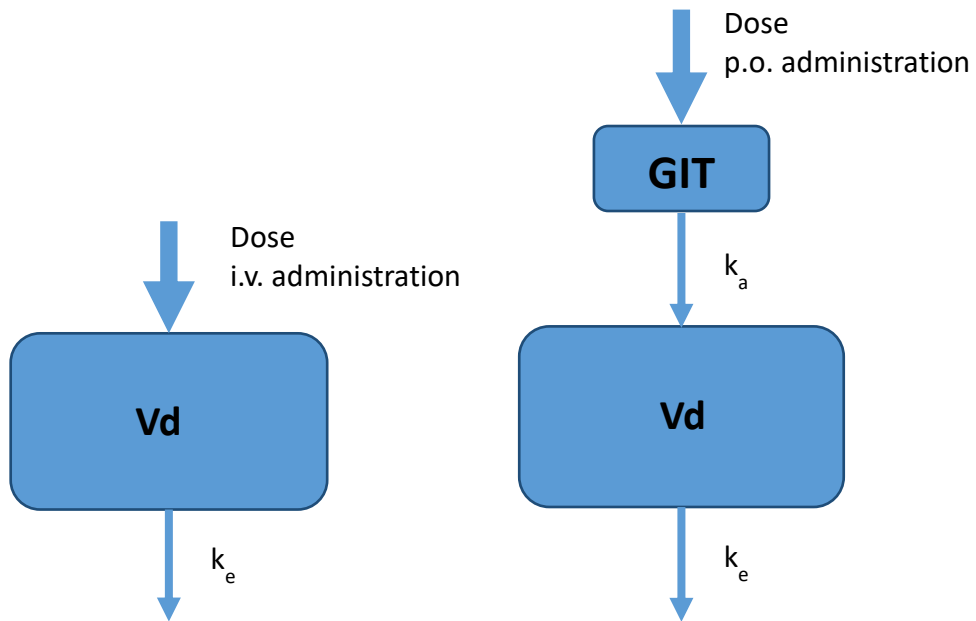 Dose
i.v. administration
Vd
kₑ
Dose
p.o. administration
GIT
kₐ
Vd
kₑ